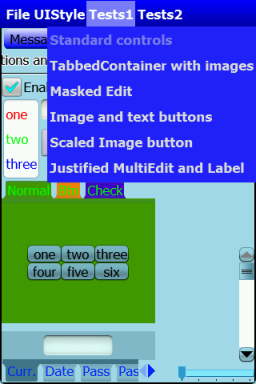 File UIStyle Tests1 Tests2
Messa
Standard controls
tions an
TabbedContainer with images
Ena
Masked Edit
one
Image and text buttons
two
Scaled Image button
three
Justified MultiEdit and Label
Normal
Check
one two three
four five six
Curr. Date Pass Pas